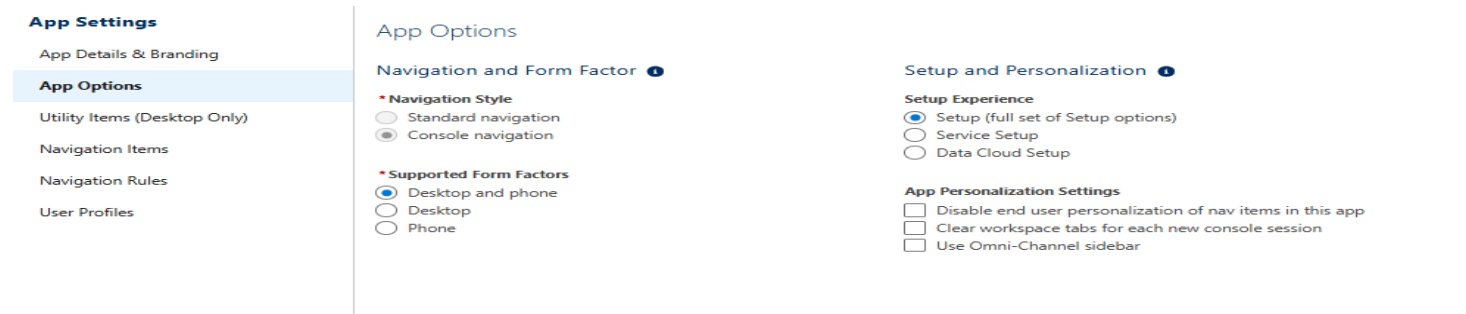 App Settings
App Details & Branding
App Options
Utility Items (Desktop Only)
Navigation Items
Navigation Rules
User Profiles
App Options
Navigation and Form Factor
* Navigation Style
Standard navigation
Console navigation
* Supported Form Factors
Desktop and phone
Desktop
Phone
Setup and Personalization
Setup Experience
Setup (full set of Setup options)
Service Setup
Data Cloud Setup
App Personalization Settings
Disable end user personalization of nav items in this app
Clear workspace tabs for each new console session
Use Omni-Channel sidebar